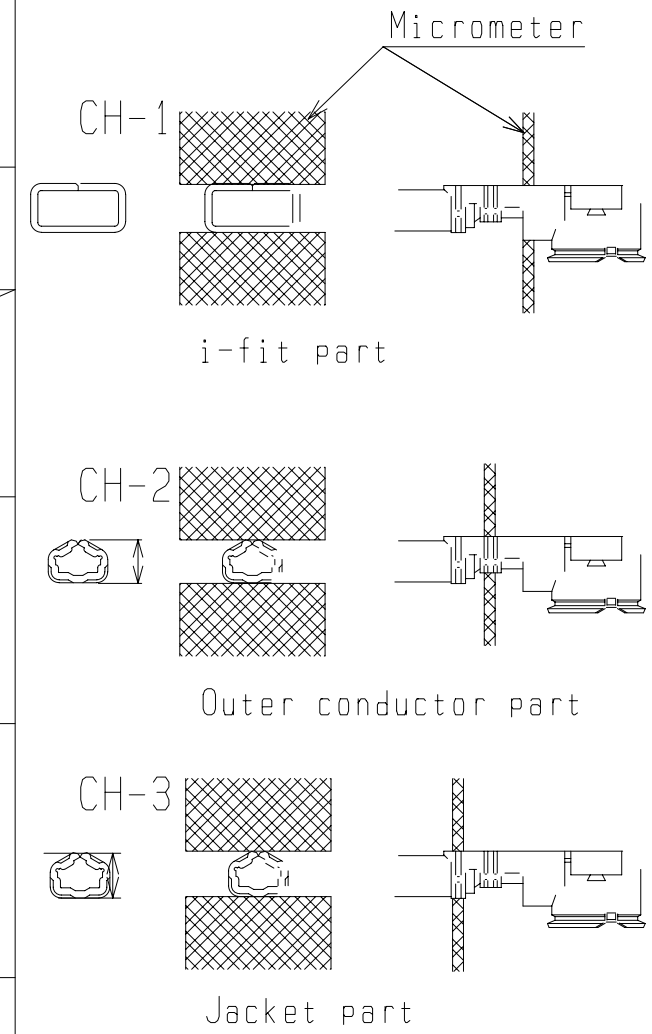 Micrometer
CH-1
i-fit part
CH-2
Outer conductor part
CH-3
Jacket part